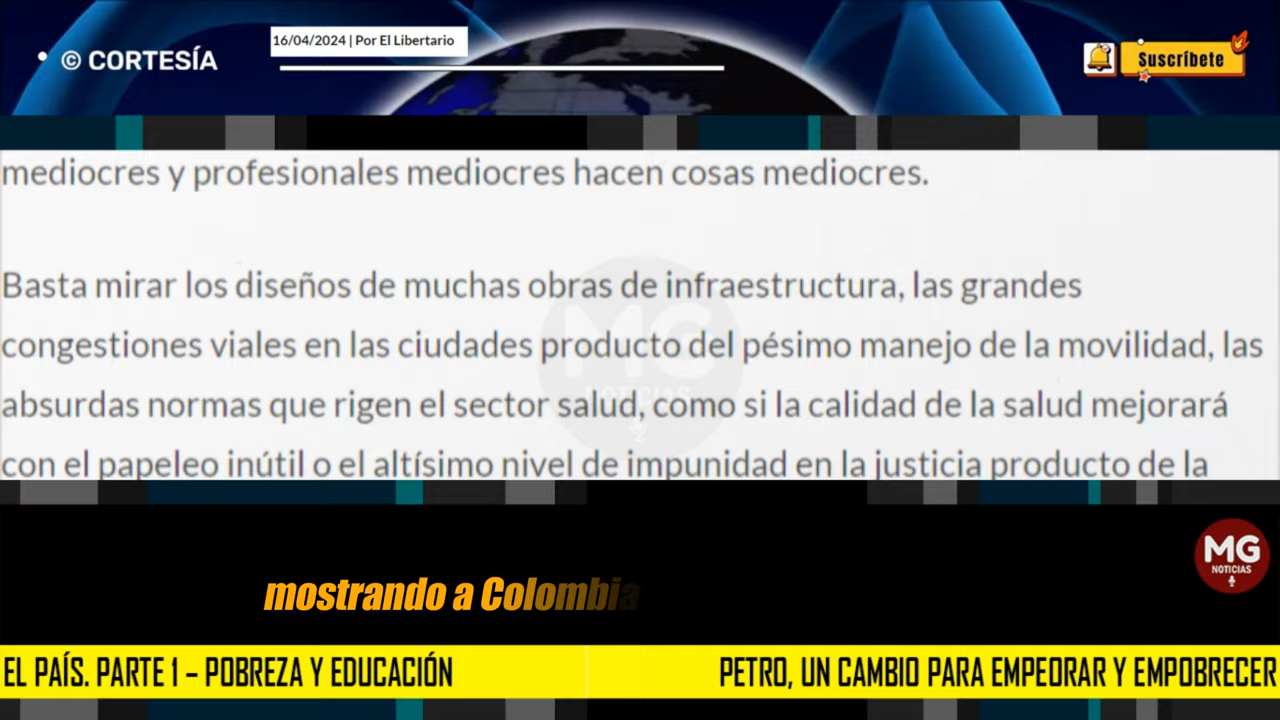 © CORTESÍA
16/04/2024 | Por El Libertario
Suscríbete
mediocres y profesionales mediocres hacen cosas mediocres.
Basta mirar los diseños de muchas obras de infraestructura, las grandes
congestiones viales en las ciudades producto del pésimo manejo de la movilidad, las
absurdas normas que rigen el sector salud, como si la calidad de la salud mejorará
con el papeleo inútil o el altísimo nivel de impunidad en la justicia producto de la
MG
NOTICIAS
MG
NOTICIAS
mostrando a Colombia
EL PAÍS. PARTE 1 – POBREZA Y EDUCACIÓN
PETRO, UN CAMBIO PARA EMPEORAR Y EMPOBRECER